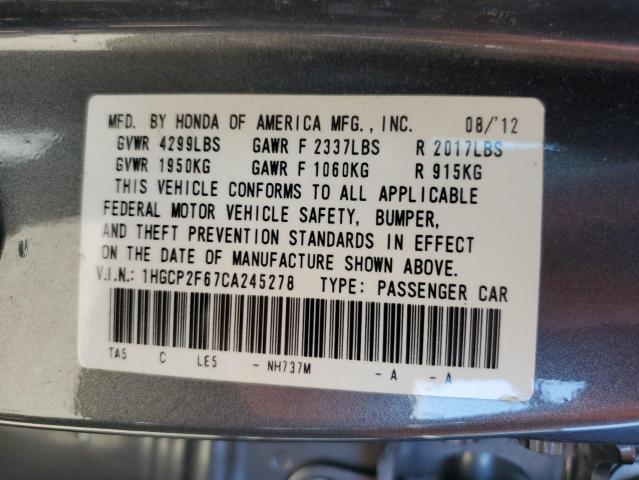 MFD. BY HONDA OF AMERICA MFG., INC. 08/'12
GVWR 4299LBS GAWR F 2337LBS R 2017LBS
GVWR 1950KG GAWR F 1060KG R 915KG
THIS VEHICLE CONFORMS TO ALL APPLICABLE
FEDERAL MOTOR VEHICLE SAFETY, BUMPER,
AND THEFT PREVENTION STANDARDS IN EFFECT
ON THE DATE OF MANUFACTURE SHOWN ABOVE.
V.I.N.: 1HGCP2F67CA245278 TYPE: PASSENGER CAR
TA5 C LE5 - NH737M - A - A